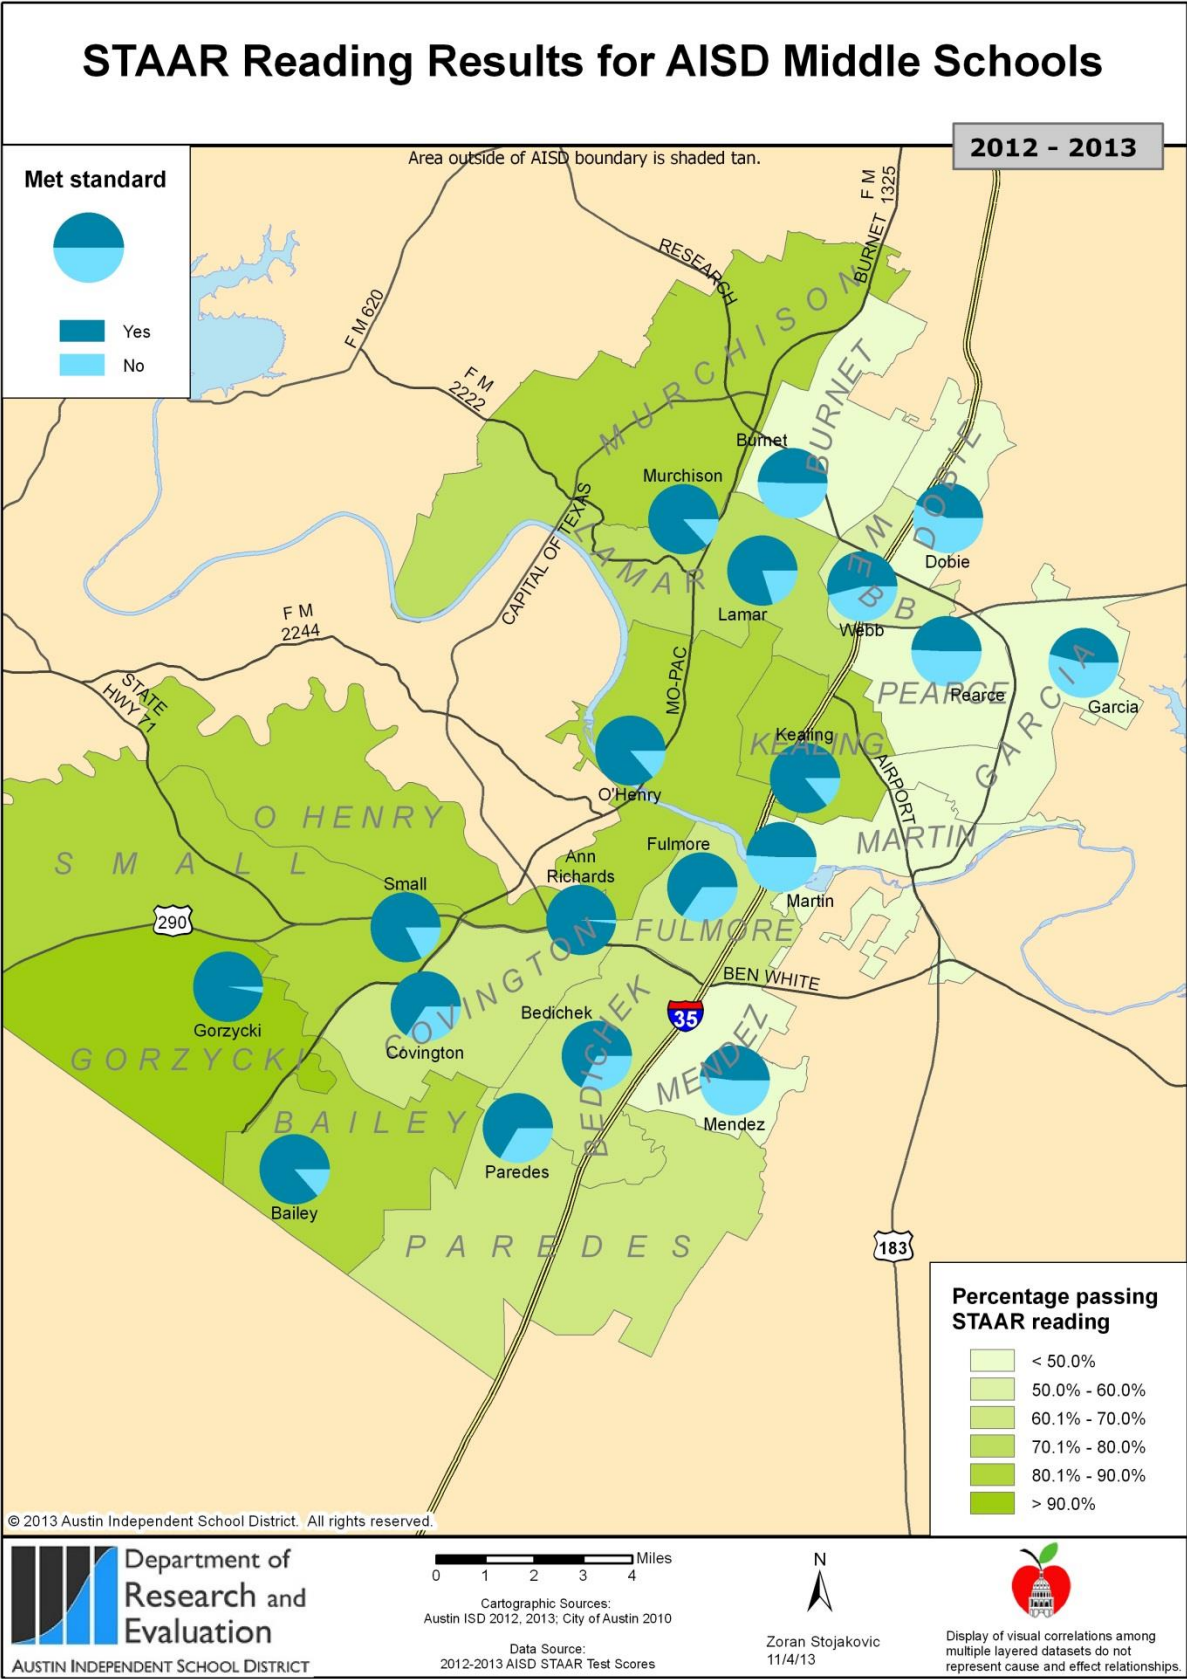 STAAR Reading Results for AISD Middle Schools
2012 - 2013
Area outside of AISD boundary is shaded tan.
Met standard
Yes
No
F M
1325
BURNET
RESEARCH
F M 620
F M
2222
MURCHISON
BURNET
Burnet
DOBIE
Murchison
CAPITAL OF TEXAS
LAMAR
WEBB
Dobie
Lamar
Webb
F M
2244
STATE
HWY 71
MO-PAC
PEARCE
Pearce
GARCIA
Garcia
Kealing
KEALING
AIRPORT
O'Henry
O HENRY
MARTIN
SMALL
Fulmore
Ann
Richards
Small
Martin
290
FULMORE
COVINGTON
BEN WHITE
Bedichek
BEDICHEK
35
Gorzycki
GORZYCKI
Covington
MENDEZ
Mendez
BAILEY
Paredes
Bailey
PAREDES
183
Percentage passing
STAAR reading
< 50.0%
50.0% - 60.0%
60.1% - 70.0%
70.1% - 80.0%
80.1% - 90.0%
> 90.0%
© 2013 Austin Independent School District. All rights reserved.
Department of
Research and
Evaluation
AUSTIN INDEPENDENT SCHOOL DISTRICT
Miles
0 1 2 3 4
Cartographic Sources:
Austin ISD 2012, 2013; City of Austin 2010
Data Source:
2012-2013 AISD STAAR Test Scores
N
Zoran Stojakovic
11/4/13
Display of visual correlations among
multiple layered datasets do not
represent cause and effect relationships.